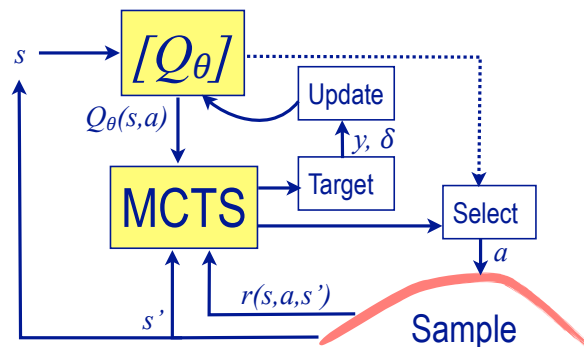 s
[Qθ]
Update
Qθ(s,a)
y, δ
Target
MCTS
Select
a
r(s,a,s’)
s’
Sample